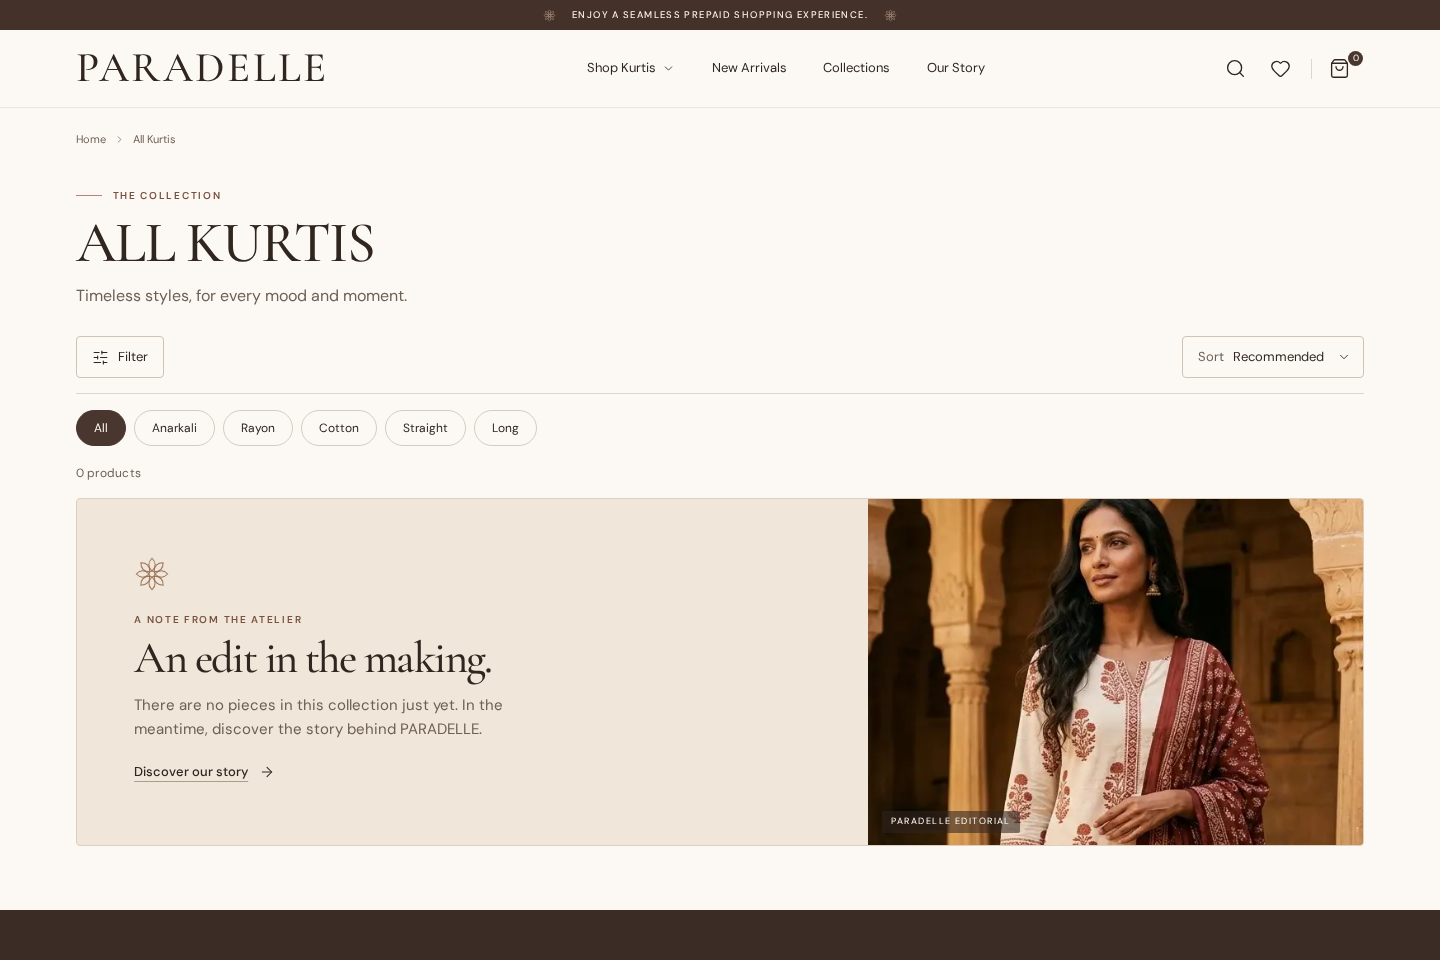 ENJOY A SEAMLESS PREPAID SHOPPING EXPERIENCE.
PARADELLE
Shop Kurtis
New Arrivals
Collections
Our Story
0
Home
All Kurtis
THE COLLECTION
ALL KURTIS
Timeless styles, for every mood and moment.
Filter
Sort Recommended
All
Anarkali
Rayon
Cotton
Straight
Long
0 products
A NOTE FROM THE ATELIER
An edit in the making.
There are no pieces in this collection just yet. In the
meantime, discover the story behind PARADELLE.
Discover our story
PARADELLE EDITORIAL